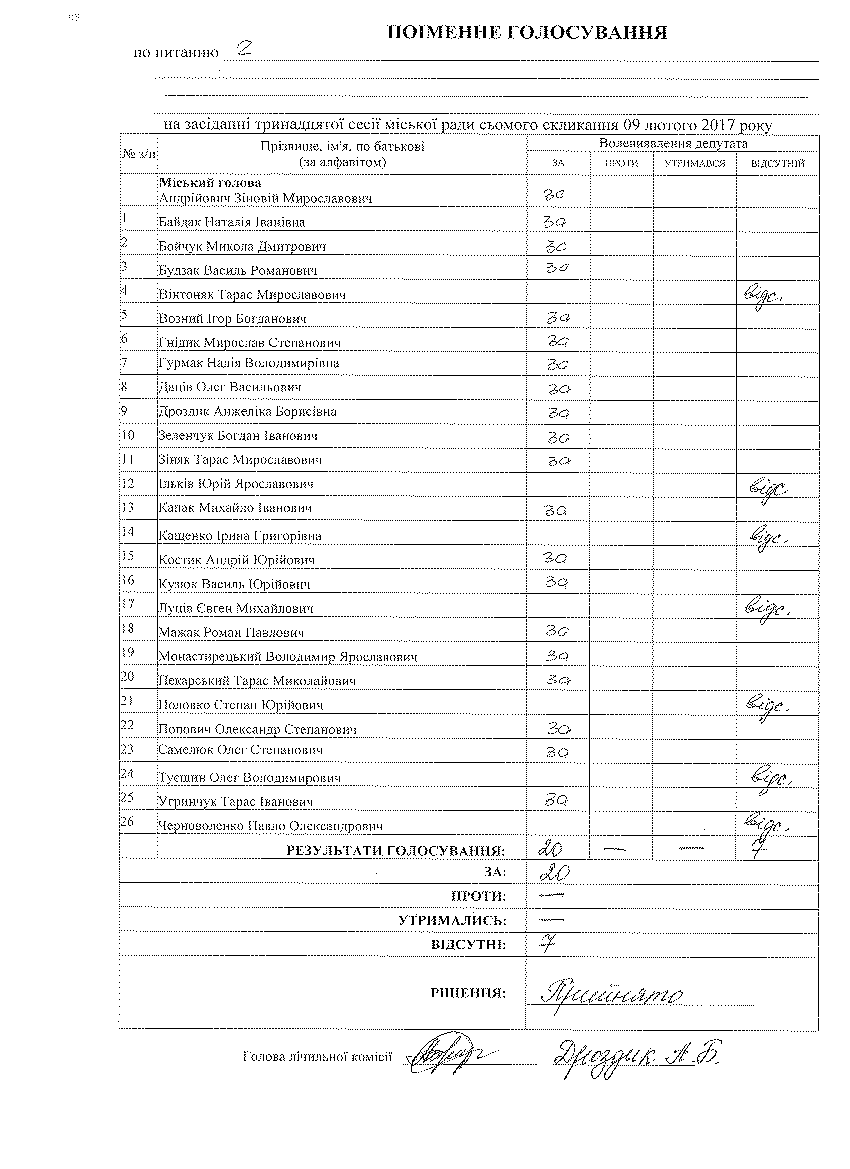 ПОІМЕННЕ ГОЛОСУВАННЯ
по питанню 2
на засіданні тринадцятої сесії міської ради сьомого скликання 09 лютого 2017 року
№ з/п Прізвище, ім'я, по батькові (за алфавітом) Волевиявлення депутата
ЗА ПРОТИ УТРИМАВСЯ ВІДСУТНІЙ
Міський голова
Андрійович Зіновій Мирославович за
1 Байдак Наталія Іванівна за
2 Бойчук Микола Дмитрович за
3 Будзак Василь Романович за
4 Вінтоняк Тарас Мирославович відс.
5 Возний Ігор Богданович за
6 Гнідик Мирослав Степанович за
7 Гурмак Надія Володимирівна за
8 Даців Олег Васильович за
9 Дроздик Анжеліка Борисівна за
10 Зеленчук Богдан Іванович за
11 Зіняк Тарас Мирославович за
12 Ільків Юрій Ярославович відс.
13 Капак Михайло Іванович за
14 Кащенко Ірина Григорівна відс.
15 Костик Андрій Юрійович за
16 Кузюк Василь Юрійович за
17 Луців Євген Михайлович відс.
18 Мажак Роман Павлович за
19 Монастирецький Володимир Ярославович за
20 Пекарський Тарас Миколайович за
21 Половко Степан Юрійович відс.
22 Попович Олександр Степанович за
23 Самелюк Олег Степанович за
24 Олег Володимирович відс.
25 Угринчук Тарас Іванович за
26 Черноволенко Павло Олександрович відс.
РЕЗУЛЬТАТИ ГОЛОСУВАННЯ: 20 — — 7
ЗА: 20
ПРОТИ: —
УТРИМАЛИСЬ: —
ВІДСУТНІ: 7
РІШЕННЯ: Прийнято
Голова лічильної комісії Дроздик А.Б.